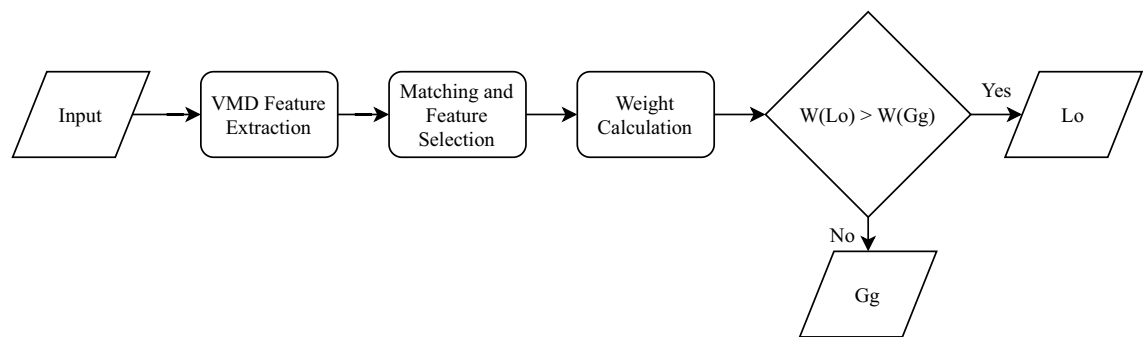 Input
VMD Feature
Extraction
Matching and
Feature
Selection
Weight
Calculation
W(Lo) > W(Gg)
Yes
Lo
No
Gg